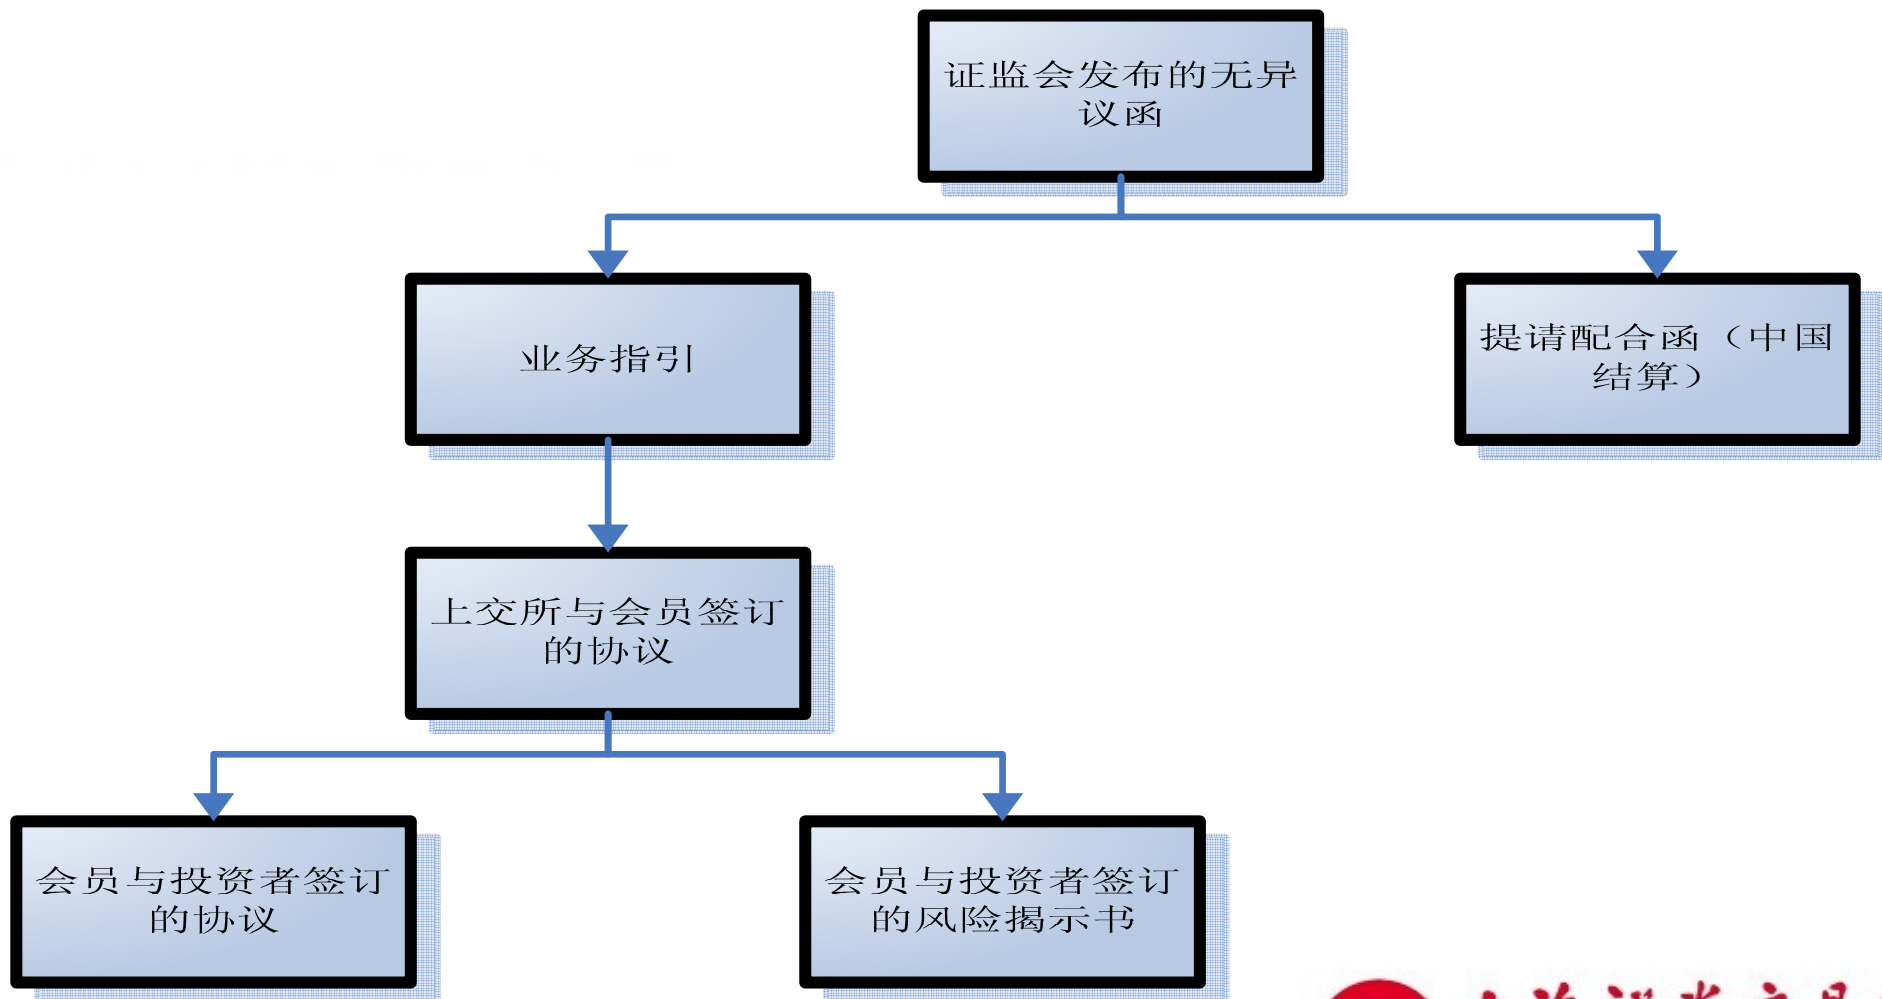 证监会发布的无异
议函
业务指引
提请配合函（中国
结算）
上交所与会员签订
的协议
会员与投资者签订
的协议
会员与投资者签订
的风险揭示书